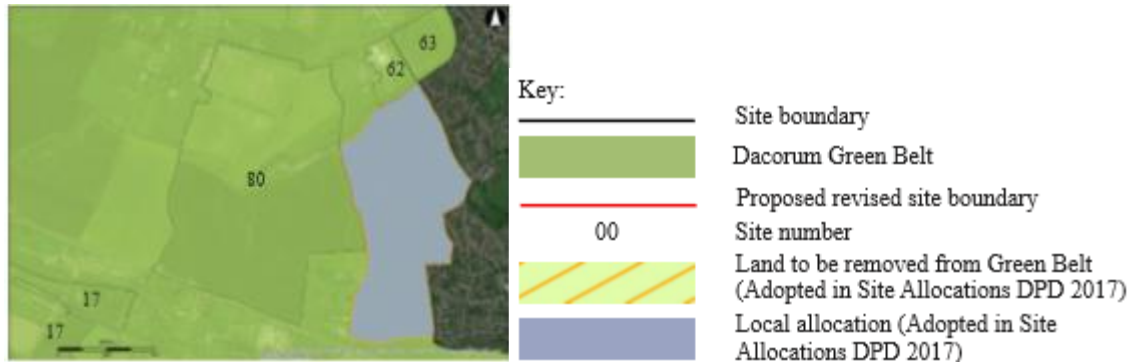 63
62
80
17
17
Key:
Site boundary
Dacorum Green Belt
Proposed revised site boundary
00
Site number
Land to be removed from Green Belt
(Adopted in Site Allocations DPD 2017)
Local allocation (Adopted in Site
Allocations DPD 2017)